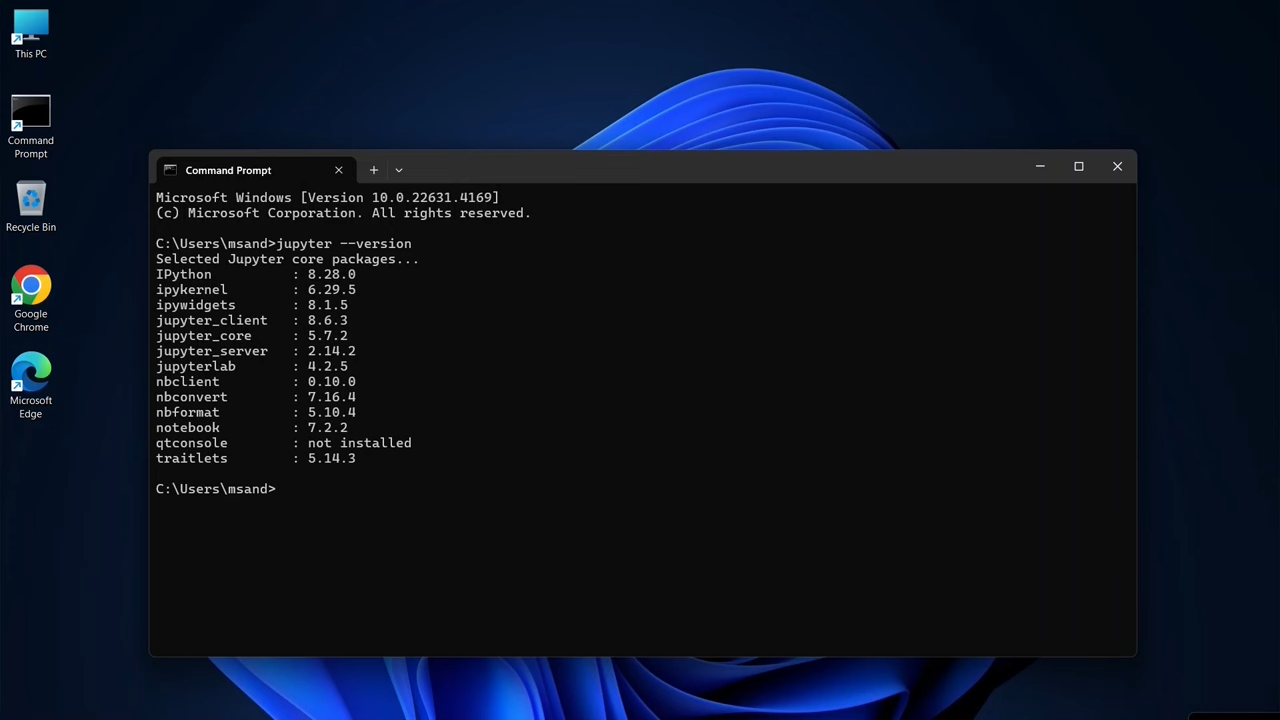 This PC
Command
Prompt
Recycle Bin
Google
Chrome
Microsoft
Edge
Command Prompt
Microsoft Windows [Version 10.0.22631.4169]
(c) Microsoft Corporation. All rights reserved.
C:\Users\msand>jupyter --version
Selected Jupyter core packages...
IPython          : 8.28.0
ipykernel        : 6.29.5
ipywidgets       : 8.1.5
jupyter_client   : 8.6.3
jupyter_core     : 5.7.2
jupyter_server   : 2.14.2
jupyterlab       : 4.2.5
nbclient         : 0.10.0
nbconvert        : 7.16.4
nbformat         : 5.10.4
notebook         : 7.2.2
qtconsole        : not installed
traitlets        : 5.14.3
C:\Users\msand>